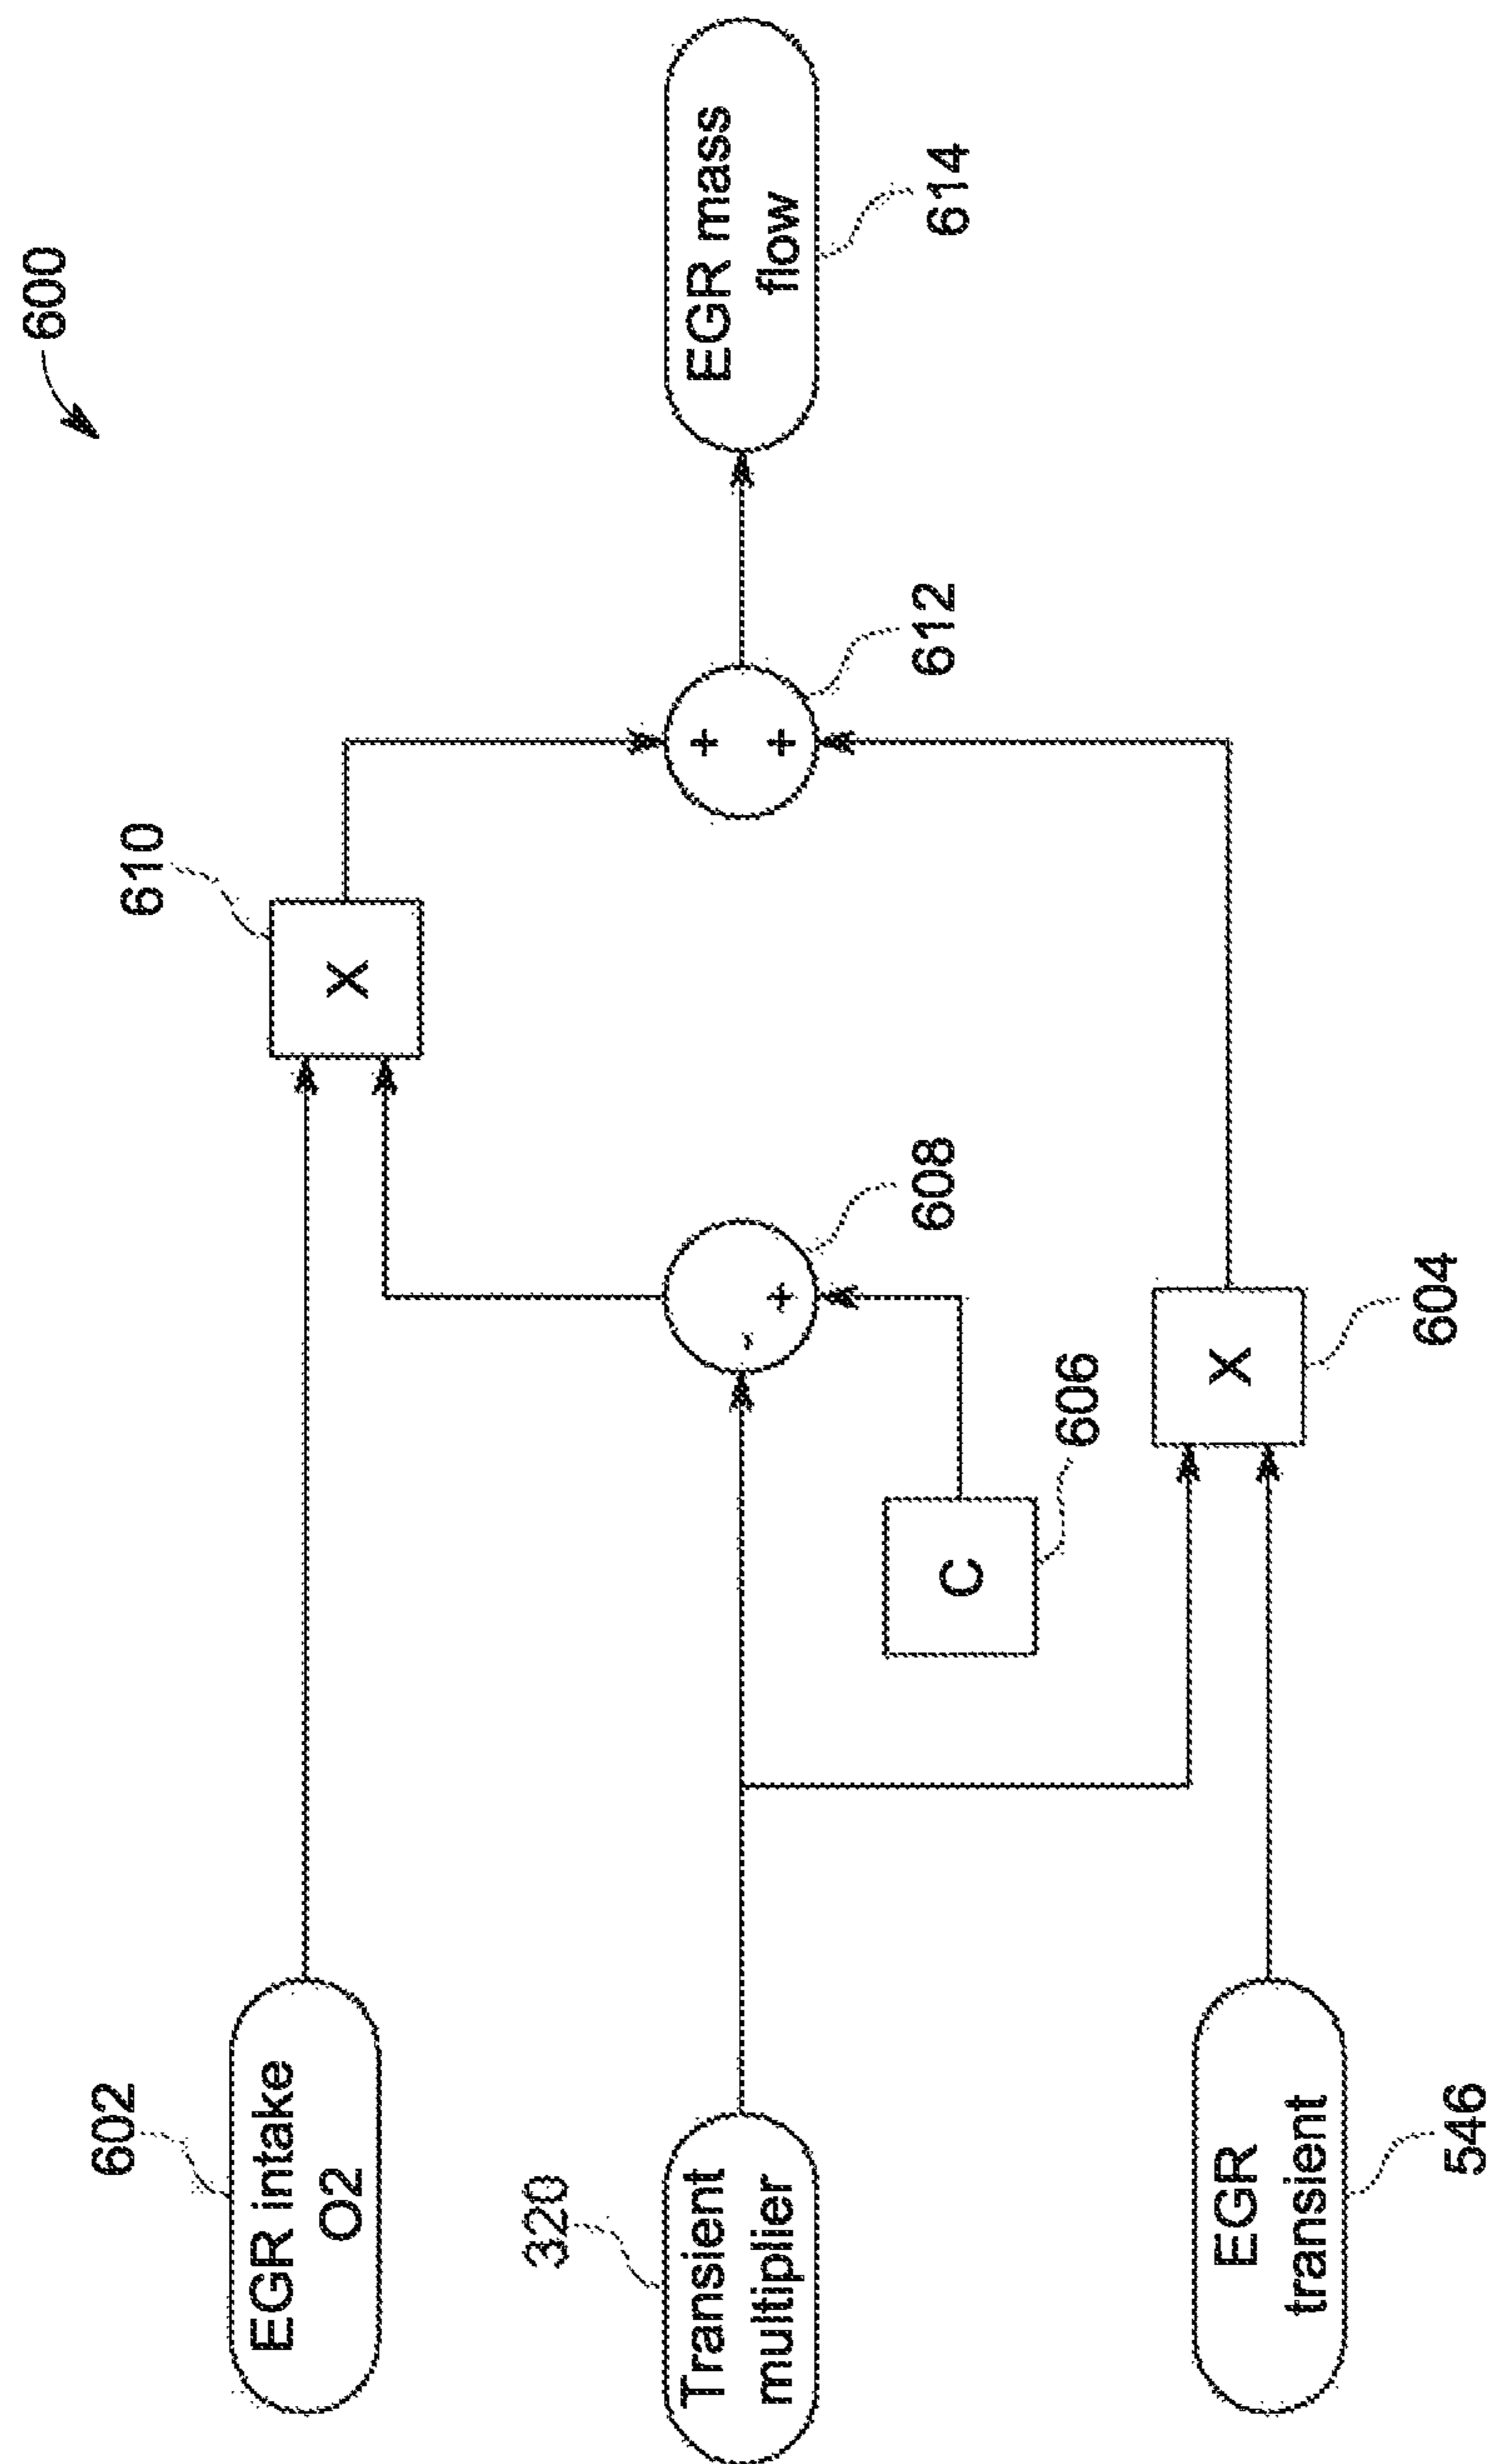 600
602
EGR intake
O2
610
X
320
Transient
multiplier
-
+
608
C
606
+
+
612
EGR mass
flow
614
EGR
transient
546
X
604